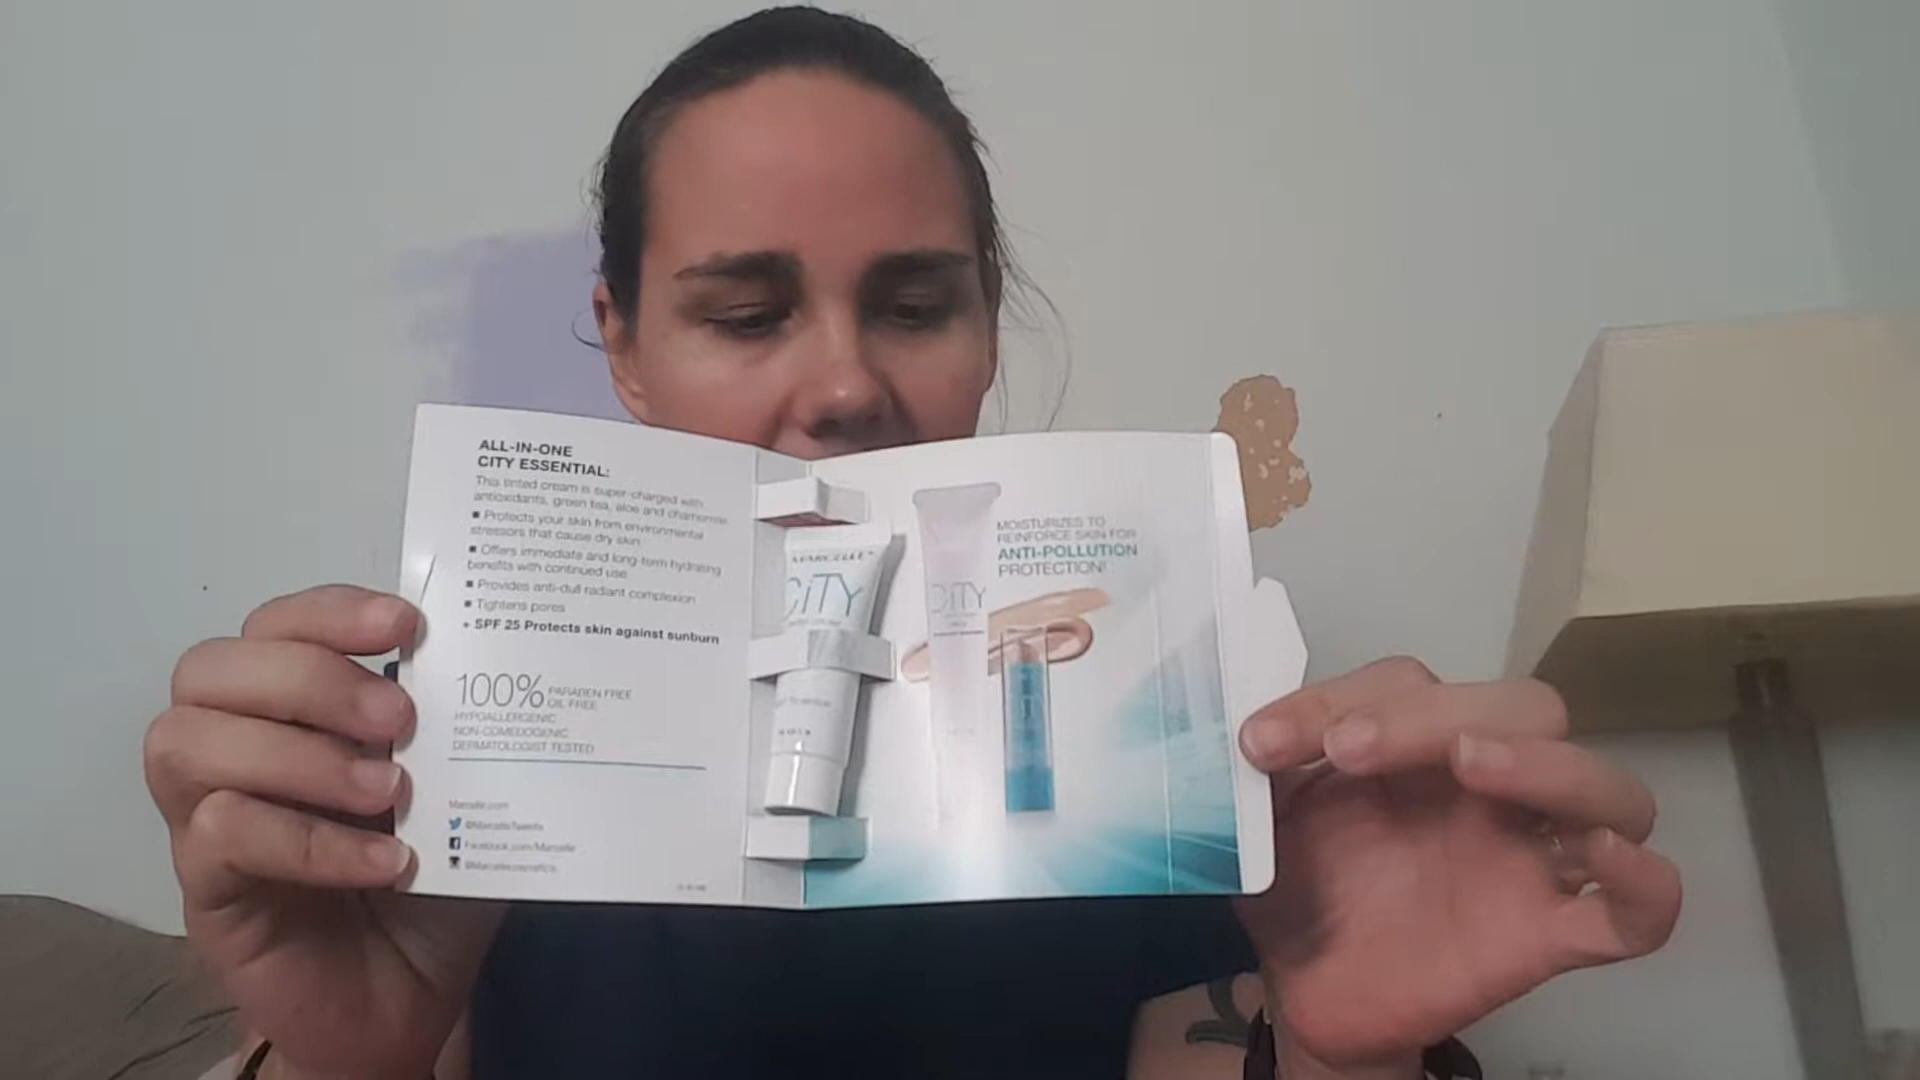 ALL-IN-ONE
CITY ESSENTIAL:
This tinted cream is super-charged with
antioxidants, green tea, aloe and chamomile.
■ Protects your skin from environmental
stressors that cause dry skin
■ Offers immediate and long-term hydrating
benefits with continued use
■ Provides anti-dull radiant complexion
■ Tightens pores
+ SPF 25 Protects skin against sunburn
100% PARABEN FREE
OIL FREE
HYPOALLERGENIC
NON-COMEDOGENIC
DERMATOLOGIST TESTED
Marcelle.com
Facebook.com/Marcelle
MARCELLE
CITY
CITY
MOISTURIZES TO
REINFORCE SKIN FOR
ANTI-POLLUTION
PROTECTION!